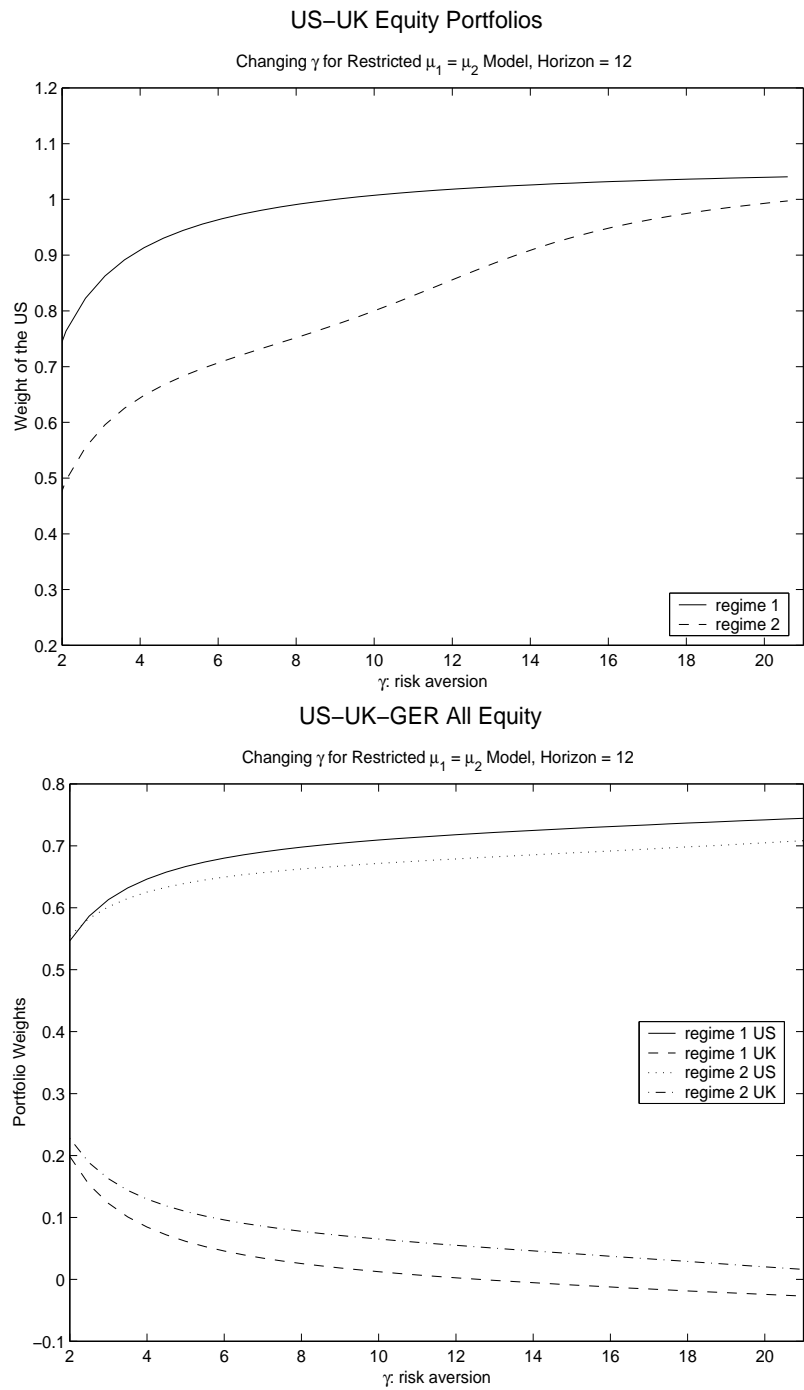 US−UK Equity Portfolios
Changing γ for Restricted μ1 = μ2 Model, Horizon = 12
1.2
1.1
1
0.9
0.8
0.7
0.6
0.5
0.4
0.3
0.2
Weight of the US
regime 1
regime 2
2 4 6 8 10 12 14 16 18 20
γ: risk aversion
US−UK−GER All Equity
Changing γ for Restricted μ1 = μ2 Model, Horizon = 12
0.8
0.7
0.6
0.5
0.4
0.3
0.2
0.1
0
−0.1
Portfolio Weights
regime 1 US
regime 1 UK
regime 2 US
regime 2 UK
2 4 6 8 10 12 14 16 18 20
γ: risk aversion